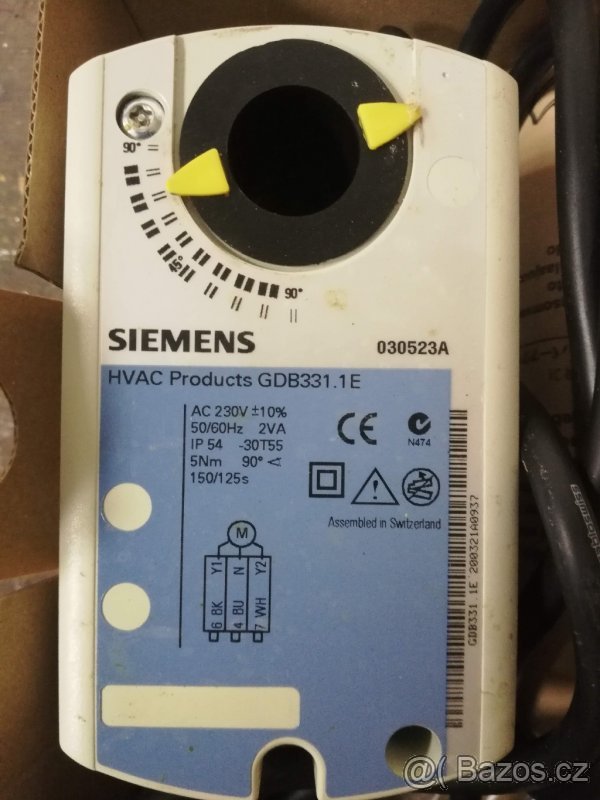 90°
45°
90°
SIEMENS
030523A
HVAC Products GDB331.1E
AC 230V ±10%
50/60Hz 2VA
IP 54 -30T55
5Nm 90°
150/125s
CE
N474
Assembled in Switzerland
M
Y1 N Y2
6 BK
4 BU
7 WH
GDB331 1E 200321A0937
@( Bazos.cz